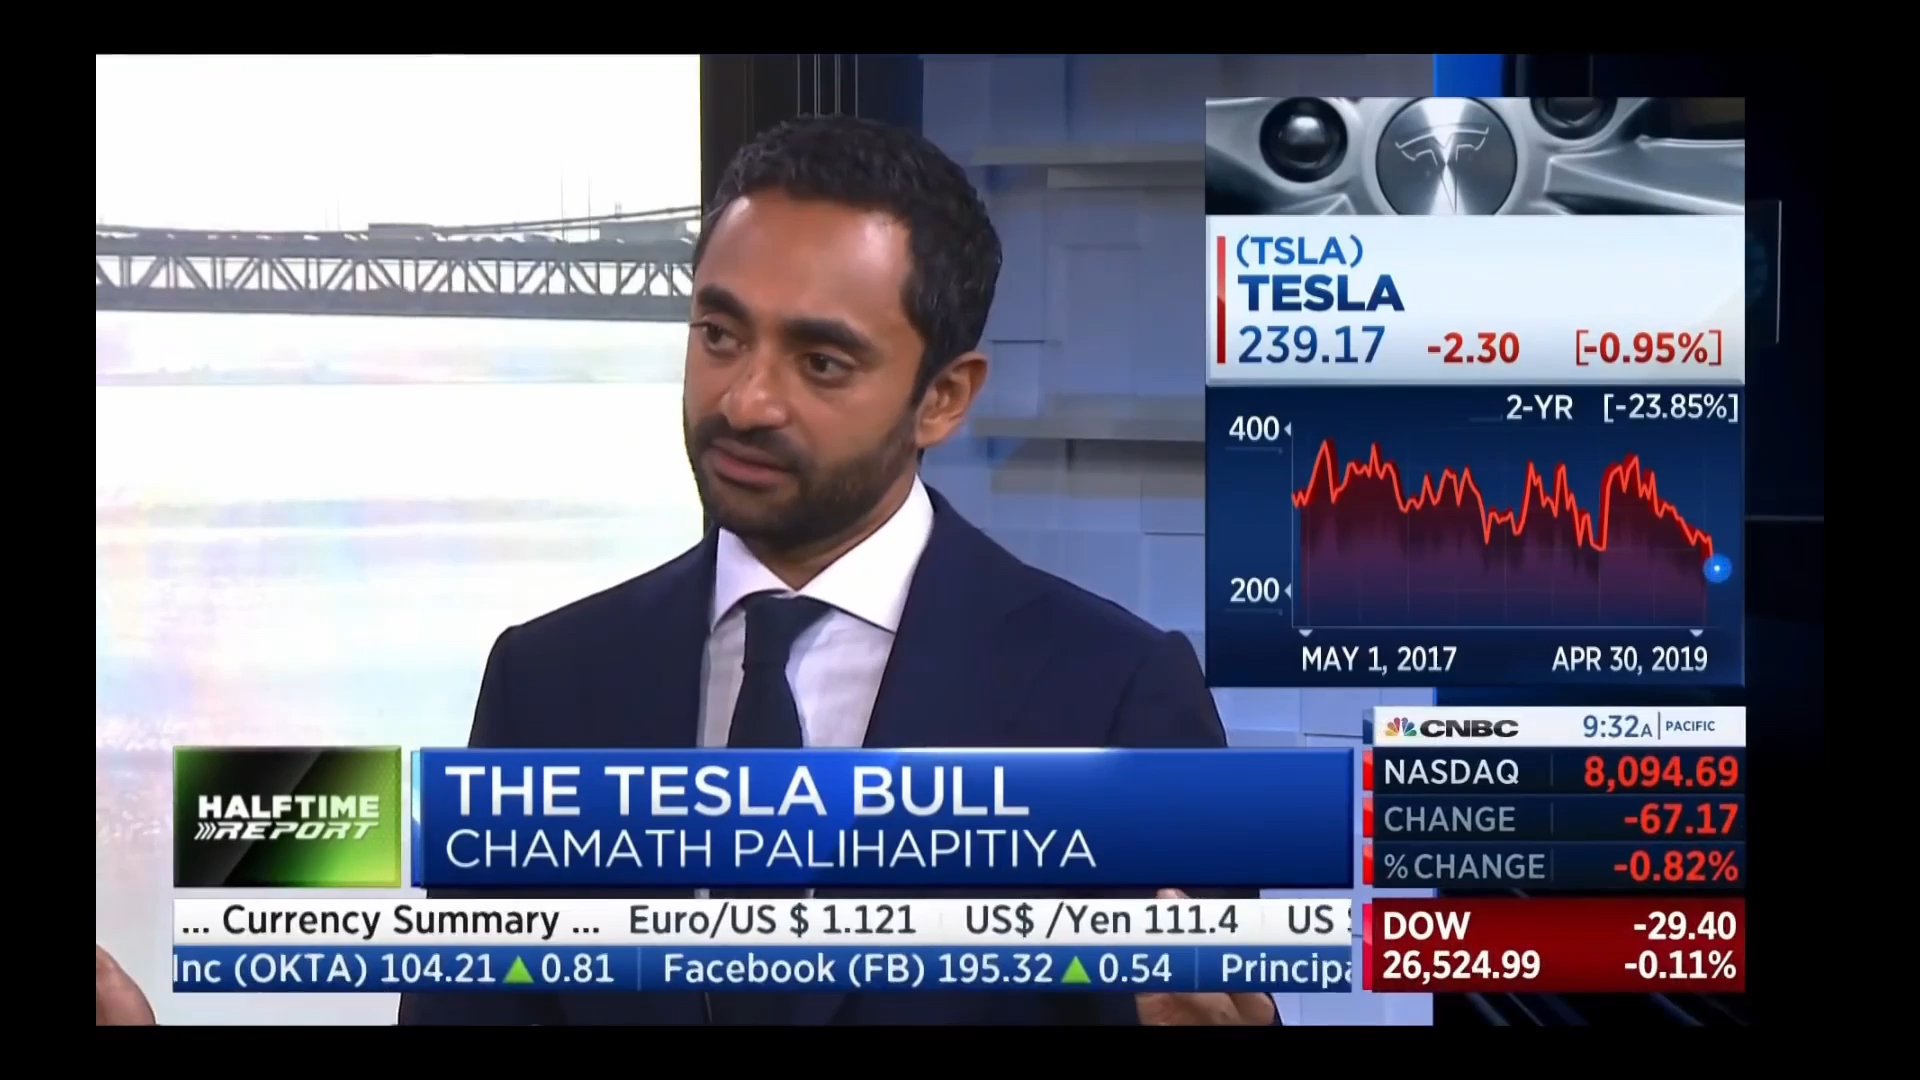 (TSLA)
TESLA
239.17 -2.30 [-0.95%]
2-YR [-23.85%]
400
200
MAY 1, 2017 APR 30, 2019
CNBC 9:32A PACIFIC
NASDAQ 8,094.69
CHANGE -67.17
% CHANGE -0.82%
DOW -29.40
26,524.99 -0.11%
HALFTIME
REPORT
THE TESLA BULL
CHAMATH PALIHAPITIYA
... Currency Summary ... Euro/US $ 1.121 US$ /Yen 111.4 US $
Inc (OKTA) 104.21 ▲ 0.81 Facebook (FB) 195.32 ▲ 0.54 Princip